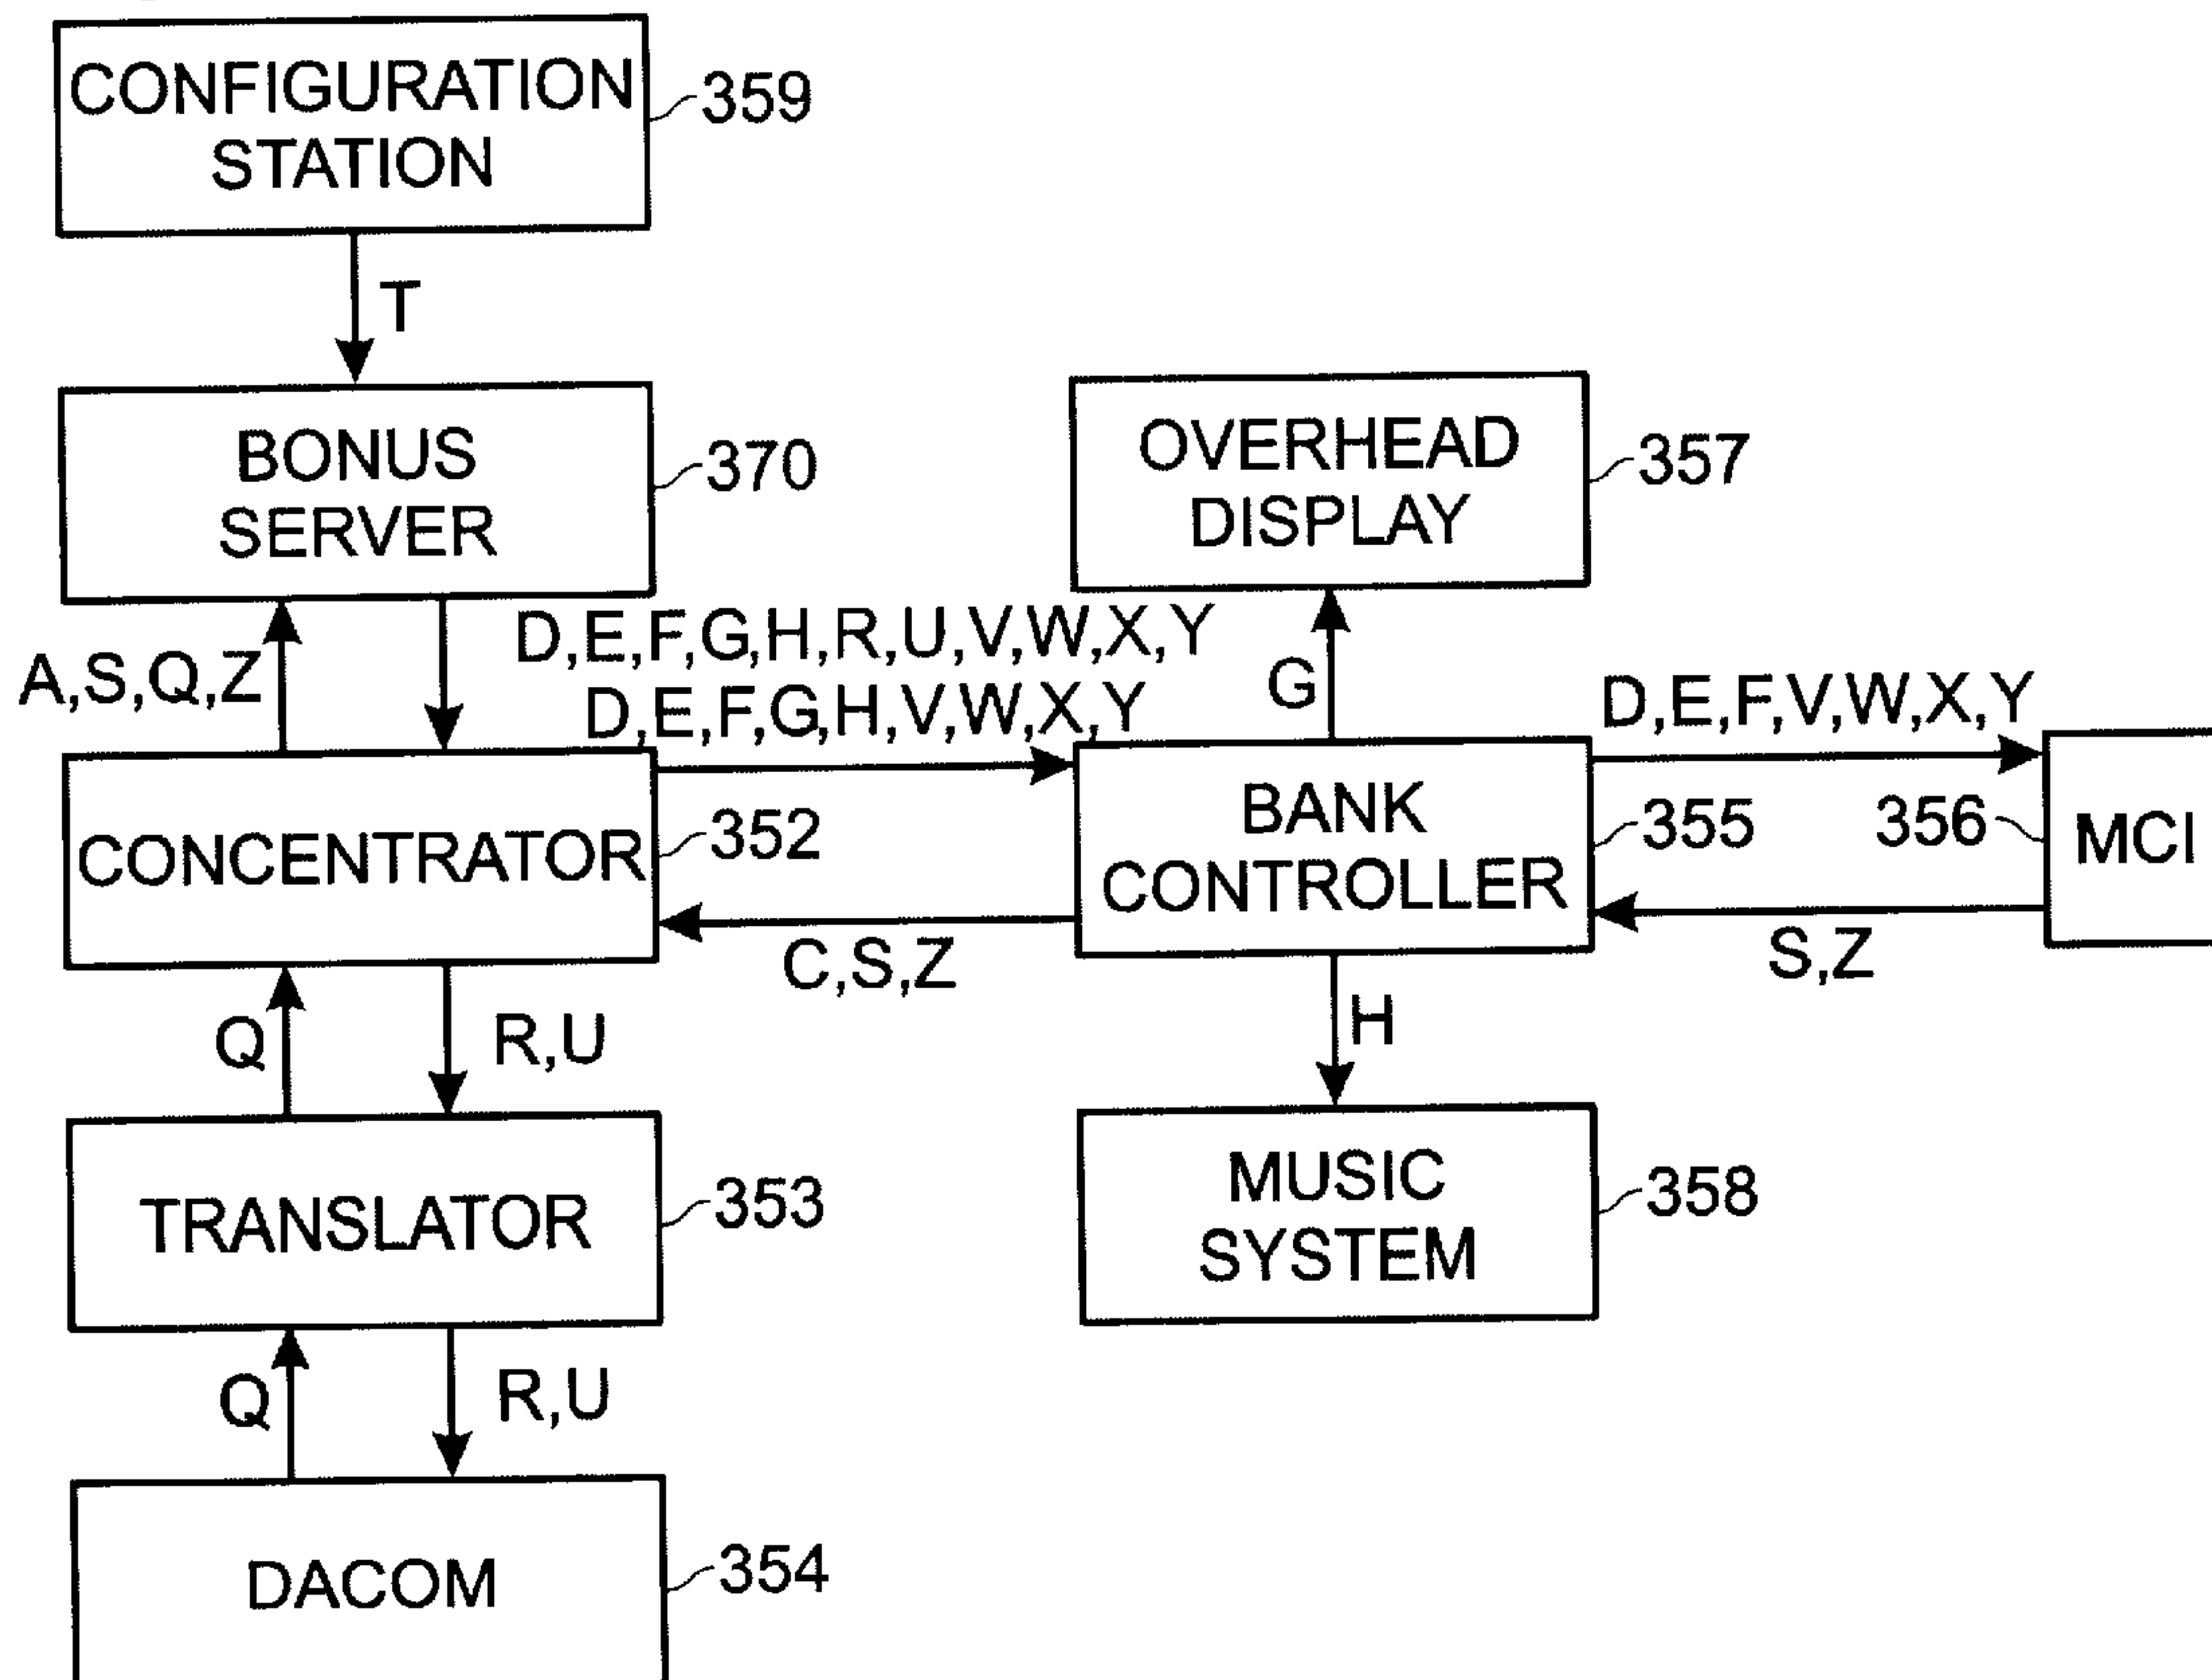 CONFIGURATION
STATION
359
T
BONUS
SERVER
370
OVERHEAD
DISPLAY
357
A,S,Q,Z
D,E,F,G,H,R,U,V,W,X,Y
D,E,F,G,H,V,W,X,Y
G
D,E,F,V,W,X,Y
CONCENTRATOR
352
BANK
CONTROLLER
355
356
MCI
C,S,Z
S,Z
Q
R,U
H
TRANSLATOR
353
MUSIC
SYSTEM
358
Q
R,U
DACOM
354